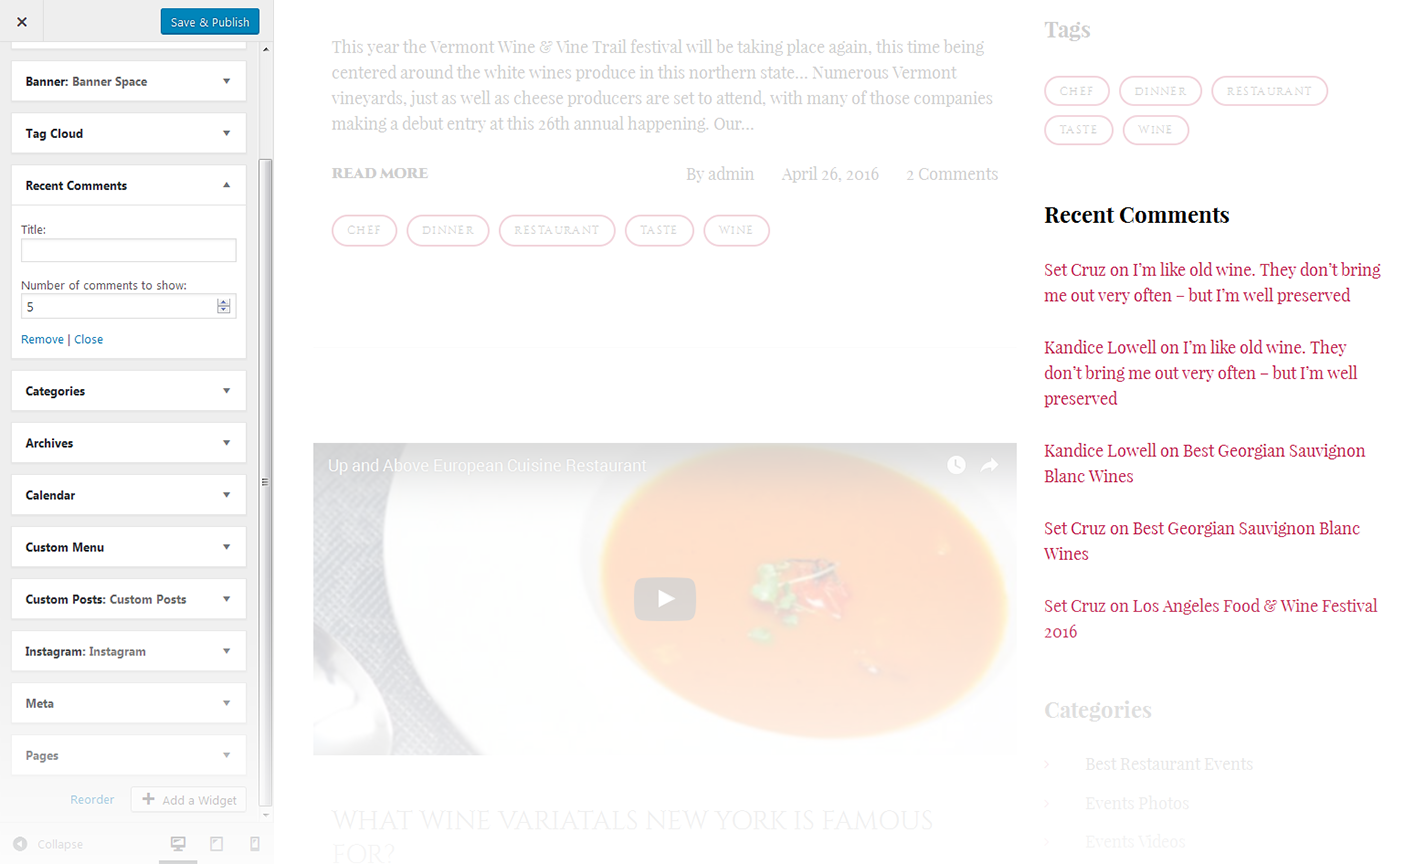 Save & Publish
Banner: Banner Space
Tag Cloud
Recent Comments
Title:
Number of comments to show:
5
Remove | Close
Categories
Archives
Calendar
Custom Menu
Custom Posts: Custom Posts
Instagram: Instagram
Meta
Pages
Reorder
Add a Widget
Collapse
This year the Vermont Wine & Vine Trail festival will be taking place again, this time being
centered around the white wines produce in this northern state... Numerous Vermont
vineyards, just as well as cheese producers are set to attend, with many of those companies
making a debut entry at this 26th annual happening. Our...
READ MORE By admin April 26, 2016 2 Comments
CHEF DINNER RESTAURANT TASTE WINE
Up and Above European Cuisine Restaurant
WHAT WINE VARIATALS NEW YORK IS FAMOUS
FOR?
Tags
CHEF DINNER RESTAURANT
TASTE WINE
Recent Comments
Set Cruz on I'm like old wine. They don't bring
me out very often – but I'm well preserved
Kandice Lowell on I'm like old wine. They
don't bring me out very often – but I'm well
preserved
Kandice Lowell on Best Georgian Sauvignon
Blanc Wines
Set Cruz on Best Georgian Sauvignon Blanc
Wines
Set Cruz on Los Angeles Food & Wine Festival
2016
Categories
Best Restaurant Events
Events Photos
Events Videos